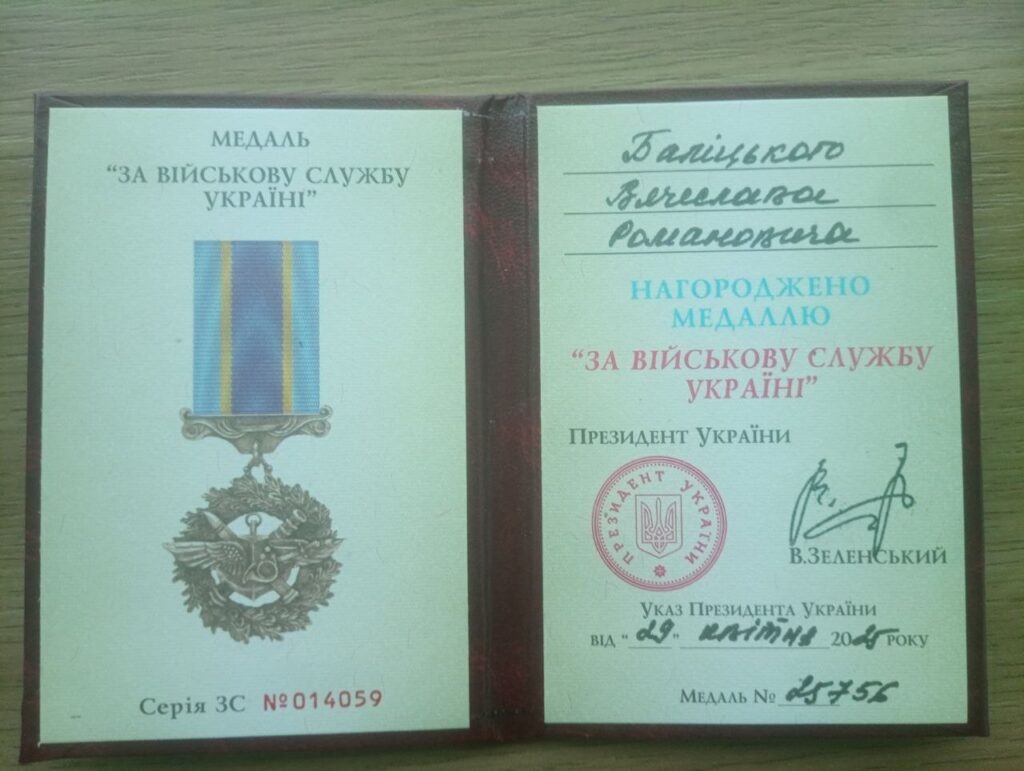 МЕДАЛЬ
“ЗА ВІЙСЬКОВУ СЛУЖБУ
УКРАЇНІ”
Серія ЗС №014059
Баліцького
Вячеслава
Романовича
НАГОРОДЖЕНО
МЕДАЛЛЮ
“ЗА ВІЙСЬКОВУ СЛУЖБУ
УКРАЇНІ”
ПРЕЗИДЕНТ УКРАЇНИ
ПРЕЗИДЕНТ УКРАЇНИ
В.ЗЕЛЕНСЬКИЙ
УКАЗ ПРЕЗИДЕНТА УКРАЇНИ
ВІД “29” квітня 2025 РОКУ
МЕДАЛЬ № 25756